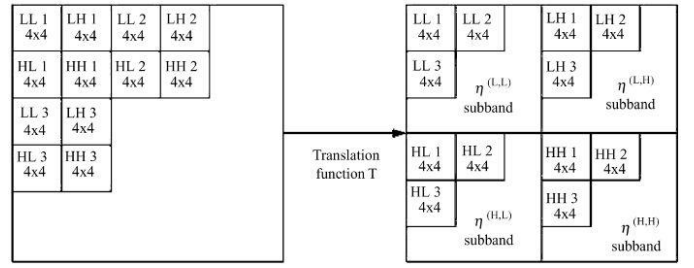 LL 1 LH 1 LL 2 LH 2
4x4 4x4 4x4 4x4
HL 1 HH 1 HL 2 HH 2
4x4 4x4 4x4 4x4
LL 3 LH 3
4x4 4x4
HL 3 HH 3
4x4 4x4
Translation
function T
LL 1 LL 2
4x4 4x4
LL 3
4x4
η (L,L)
subband
LH 1 LH 2
4x4 4x4
LH 3
4x4
η (L,H)
subband
HL 1 HL 2
4x4 4x4
HL 3
4x4
η (H,L)
subband
HH 1 HH 2
4x4 4x4
HH 3
4x4
η (H,H)
subband